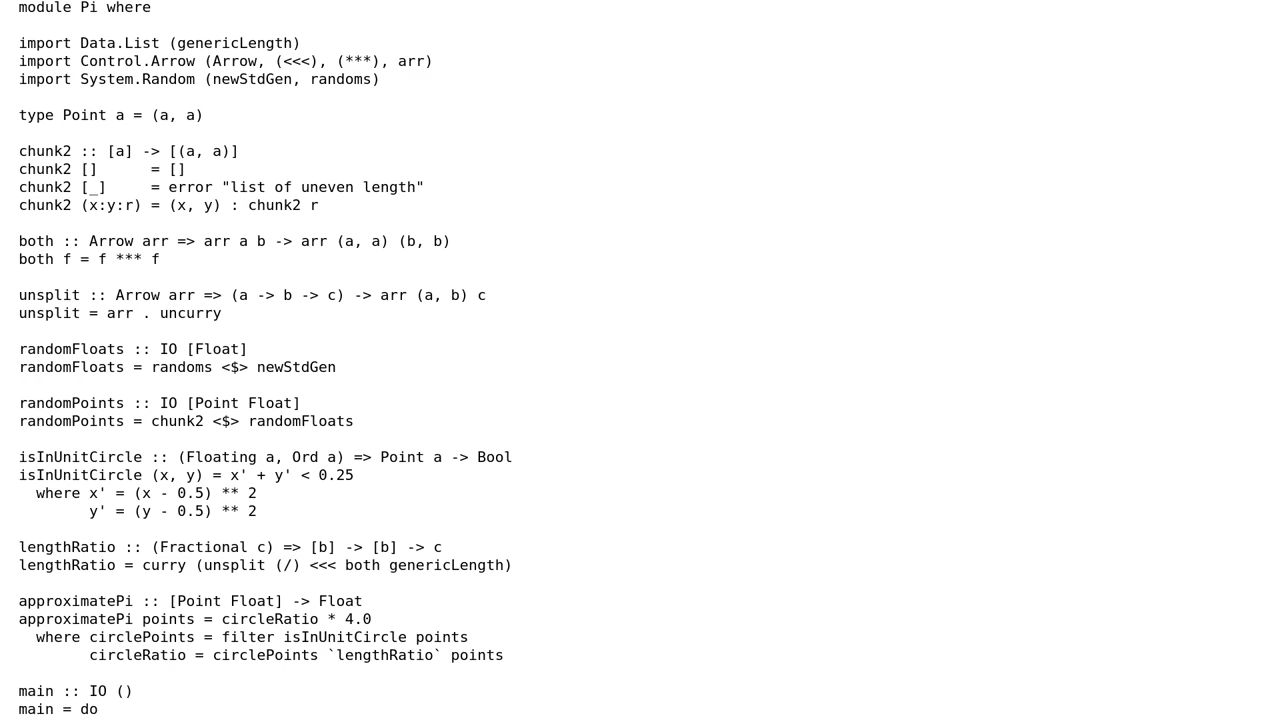 module Pi where

import Data.List (genericLength)
import Control.Arrow (Arrow, (<<<), (***), arr)
import System.Random (newStdGen, randoms)

type Point a = (a, a)

chunk2 :: [a] -> [(a, a)]
chunk2 []      = []
chunk2 [_]     = error "list of uneven length"
chunk2 (x:y:r) = (x, y) : chunk2 r

both :: Arrow arr => arr a b -> arr (a, a) (b, b)
both f = f *** f

unsplit :: Arrow arr => (a -> b -> c) -> arr (a, b) c
unsplit = arr . uncurry

randomFloats :: IO [Float]
randomFloats = randoms <$> newStdGen

randomPoints :: IO [Point Float]
randomPoints = chunk2 <$> randomFloats

isInUnitCircle :: (Floating a, Ord a) => Point a -> Bool
isInUnitCircle (x, y) = x' + y' < 0.25
  where x' = (x - 0.5) ** 2
        y' = (y - 0.5) ** 2

lengthRatio :: (Fractional c) => [b] -> [b] -> c
lengthRatio = curry (unsplit (/) <<< both genericLength)

approximatePi :: [Point Float] -> Float
approximatePi points = circleRatio * 4.0
  where circlePoints = filter isInUnitCircle points
        circleRatio = circlePoints `lengthRatio` points

main :: IO ()
main = do